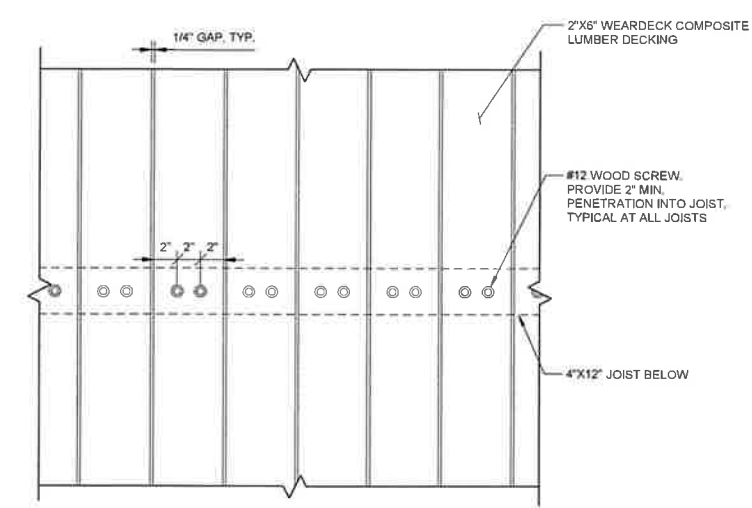 1/4" GAP, TYP.
2"X6" WEARDECK COMPOSITE
LUMBER DECKING
#12 WOOD SCREW.
PROVIDE 2" MIN.
PENETRATION INTO JOIST,
TYPICAL AT ALL JOISTS
2" 2" 2"
4"X12" JOIST BELOW